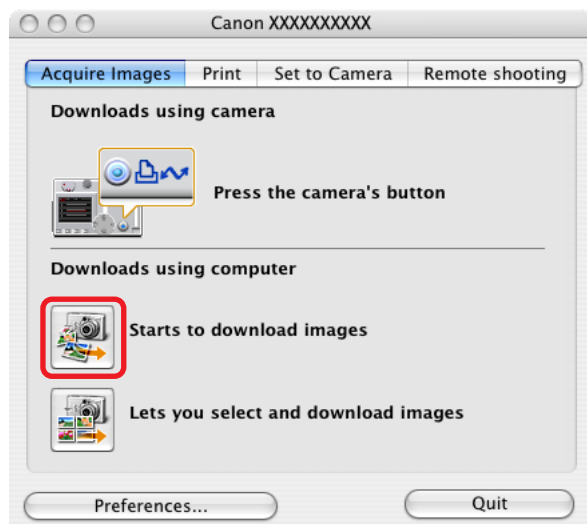 Canon XXXXXXXXXX
Acquire Images Print Set to Camera Remote shooting
Downloads using camera
Press the camera's button
Downloads using computer
Starts to download images
Lets you select and download images
Preferences... Quit